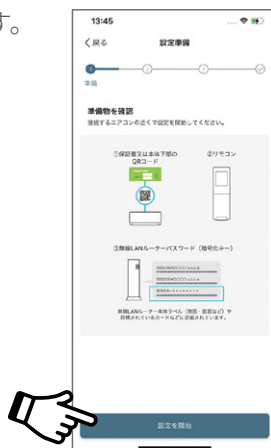 す。
13:45
く戻る
設定準備
1
2
3
準備
準備物を確認
接続するエアコンの近くで設定を開始してください。
①保証書又は本体下部の
QRコード
②リモコン
③無線LANルーターパスワード（暗号化キー）
無線LANルーター本体ラベル（側面・底面など）や
同梱されているカードなどに記載されています。
設定を開始